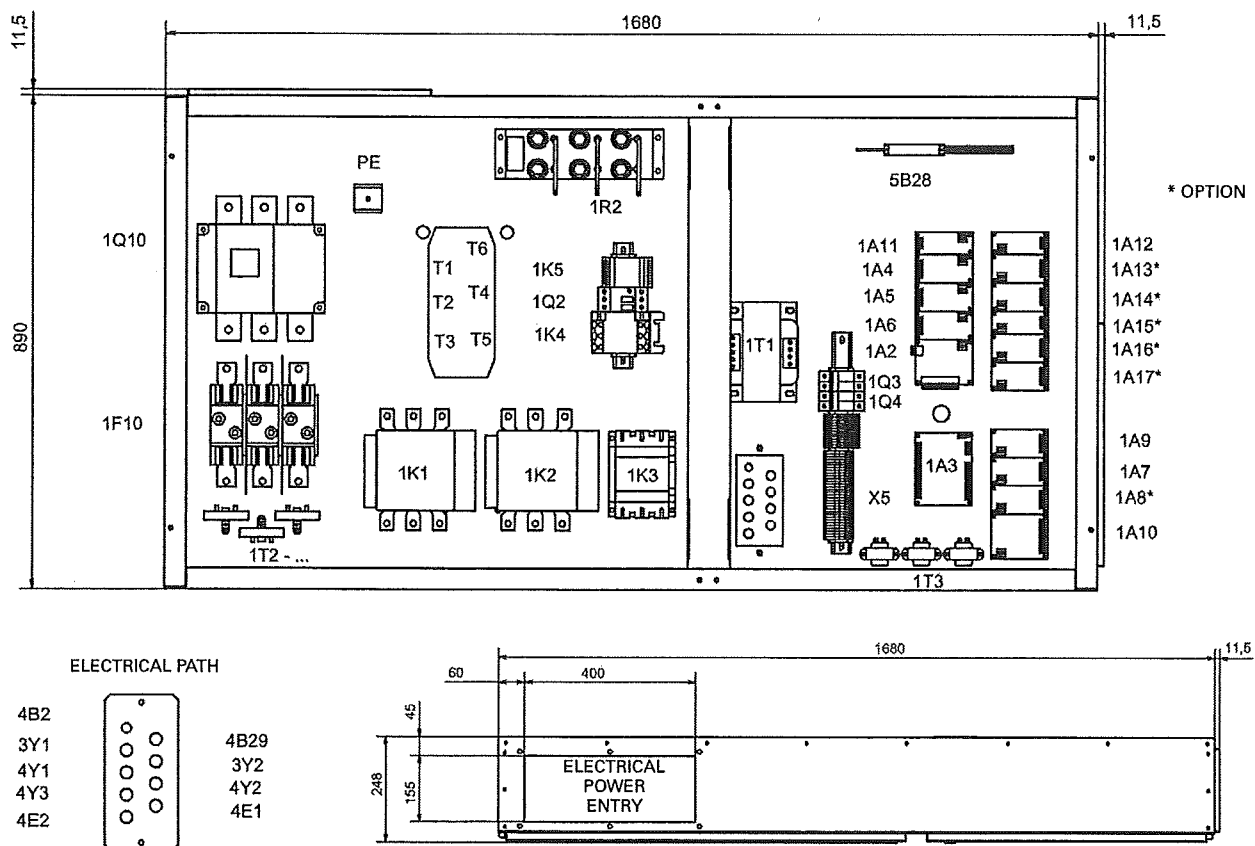 1680
11,5
11,5
890
PE
1R2
5B28
* OPTION
1Q10
T6
T1
T4
T2
T3
T5
1K5
1Q2
1K4
1T1
1A11
1A4
1A5
1A6
1A2
1Q3
1Q4
1A12
1A13*
1A14*
1A15*
1A16*
1A17*
1F10
1K1
1K2
1K3
X5
1A3
1A9
1A7
1A8*
1A10
1T2 - ...
1T3
ELECTRICAL PATH
4B2
3Y1
4Y1
4Y3
4E2
4B29
3Y2
4Y2
4E1
1680
11,5
60
400
45
248
155
ELECTRICAL
POWER
ENTRY